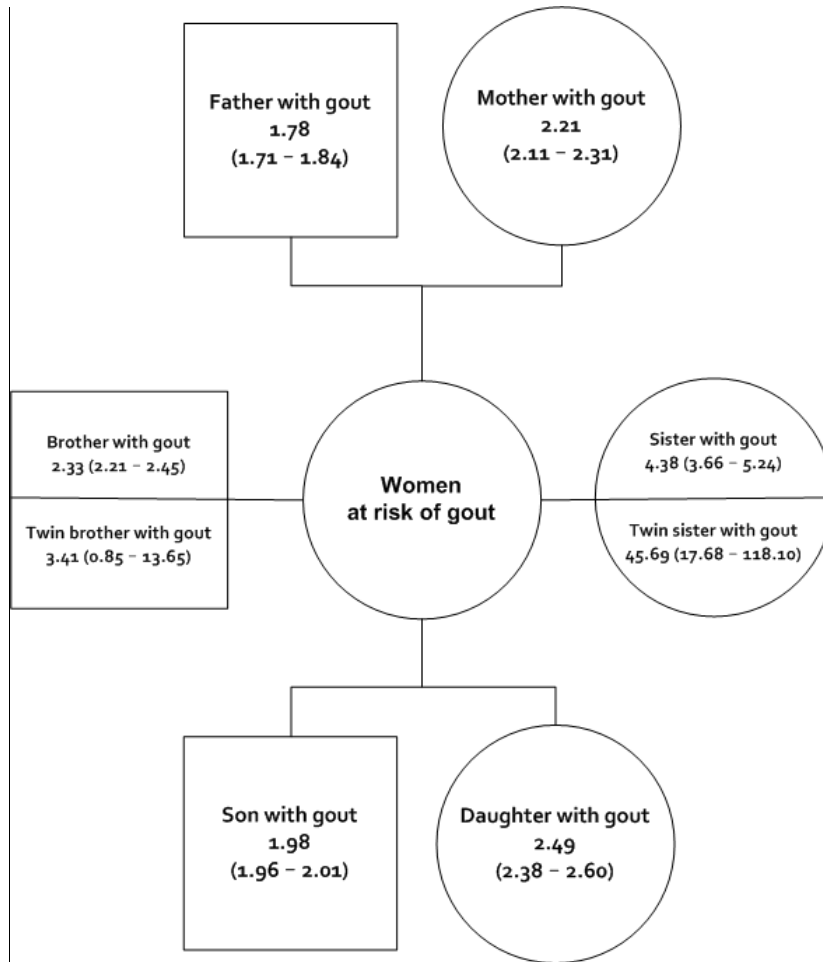 Father with gout
1.78
(1.71 – 1.84)
Mother with gout
2.21
(2.11 – 2.31)
Brother with gout
2.33 (2.21 – 2.45)
Twin brother with gout
3.41 (0.85 – 13.65)
Women
at risk of gout
Sister with gout
4.38 (3.66 – 5.24)
Twin sister with gout
45.69 (17.68 – 118.10)
Son with gout
1.98
(1.96 – 2.01)
Daughter with gout
2.49
(2.38 – 2.60)